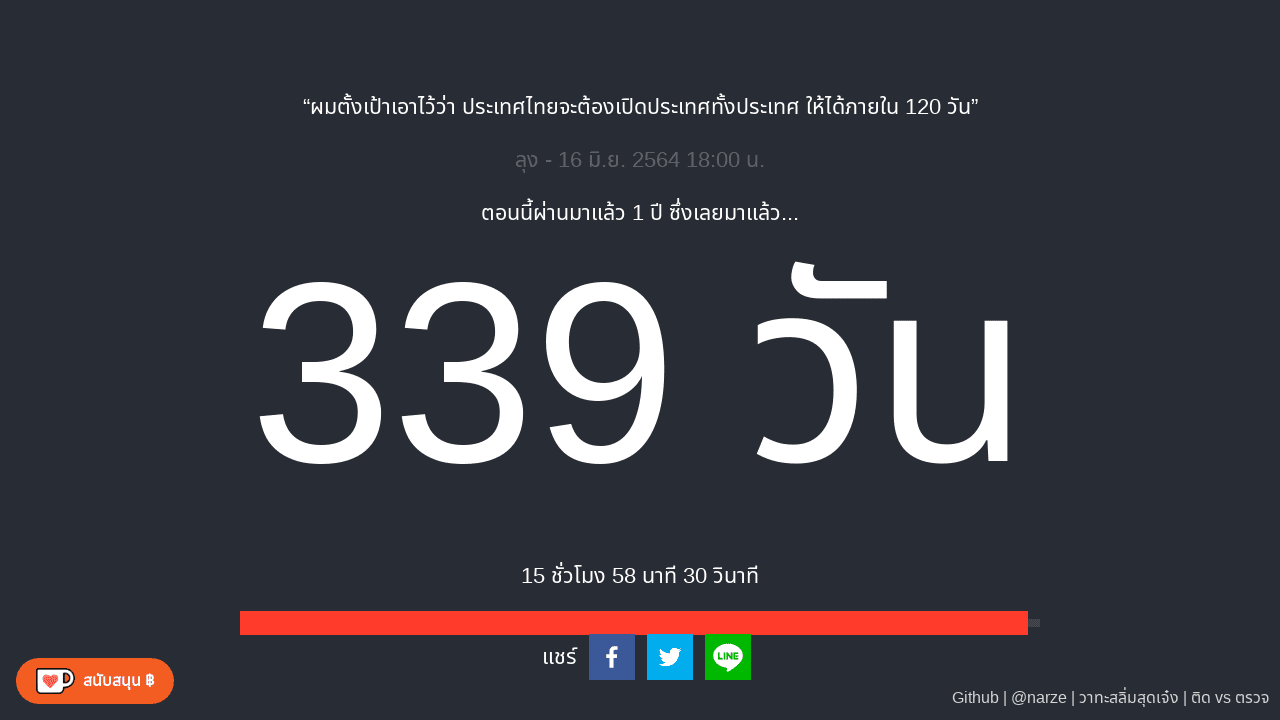 “ผมตั้งเป้าเอาไว้ว่า ประเทศไทยจะต้องเปิดประเทศทั้งประเทศ ให้ได้ภายใน 120 วัน”
ลุง - 16 มิ.ย. 2564 18:00 น.
ตอนนี้ผ่านมาแล้ว 1 ปี ซึ่งเลยมาแล้ว...
339 วัน
15 ชั่วโมง 58 นาที 30 วินาที
แชร์ LINE
สนับสนุน ฿
Github | @narze | วาทะสลิ่มสุดเจ๋ง | ติด vs ตรวจ